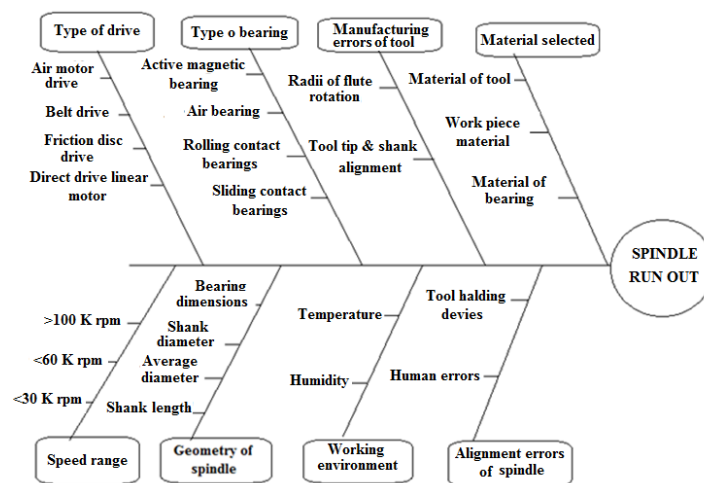 Type of drive
Type o bearing
Manufacturing
errors of tool
Material selected
Air motor
drive
Belt drive
Friction disc
drive
Direct drive linear
motor
Active magnetic
bearing
Air bearing
Rolling contact
bearings
Sliding contact
bearings
Radii of flute
rotation
Tool tip & shank
alignment
Material of tool
Work piece
material
Material of
bearing
SPINDLE
RUN OUT
>100 K rpm
<60 K rpm
<30 K rpm
Bearing
dimensions
Shank
diameter
Average
diameter
Shank length
Temperature
Humidity
Tool halding
devies
Human errors
Speed range
Geometry of
spindle
Working
environment
Alignment errors
of spindle